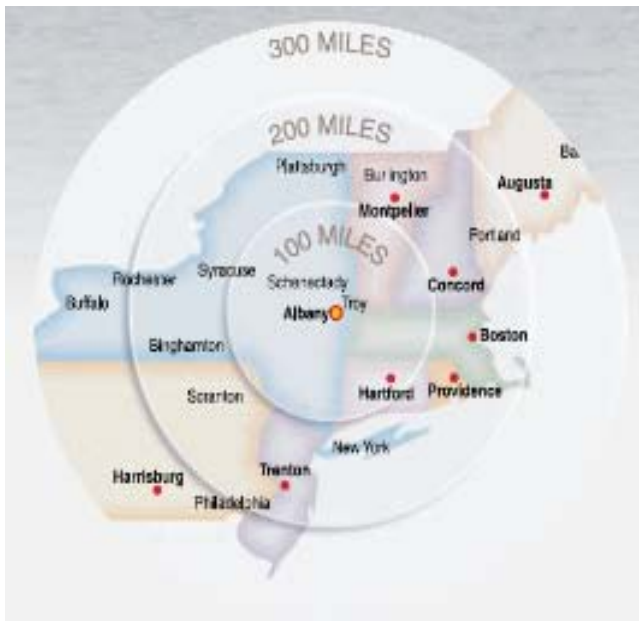 300 MILES
200 MILES
Plattsburgh
Burlington
Ba.
Augusta
Montpelier
100 MILES
Portland
Rochester
Syracuse
Schenectady
Concord
Buffalo
Albany
Troy
Binghamton
Boston
Scranton
Hartford
Providence
New York
Harrisburg
Trenton
Philadelphia